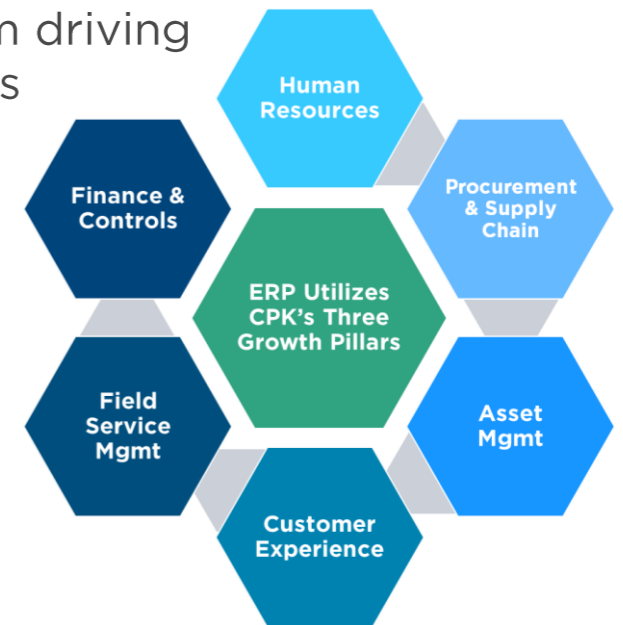 driving
s
Human
Resources
Procurement
& Supply
Chain
Asset
Mgmt
Customer
Experience
Field
Service
Mgmt
Finance &
Controls
ERP Utilizes
CPK's Three
Growth Pillars